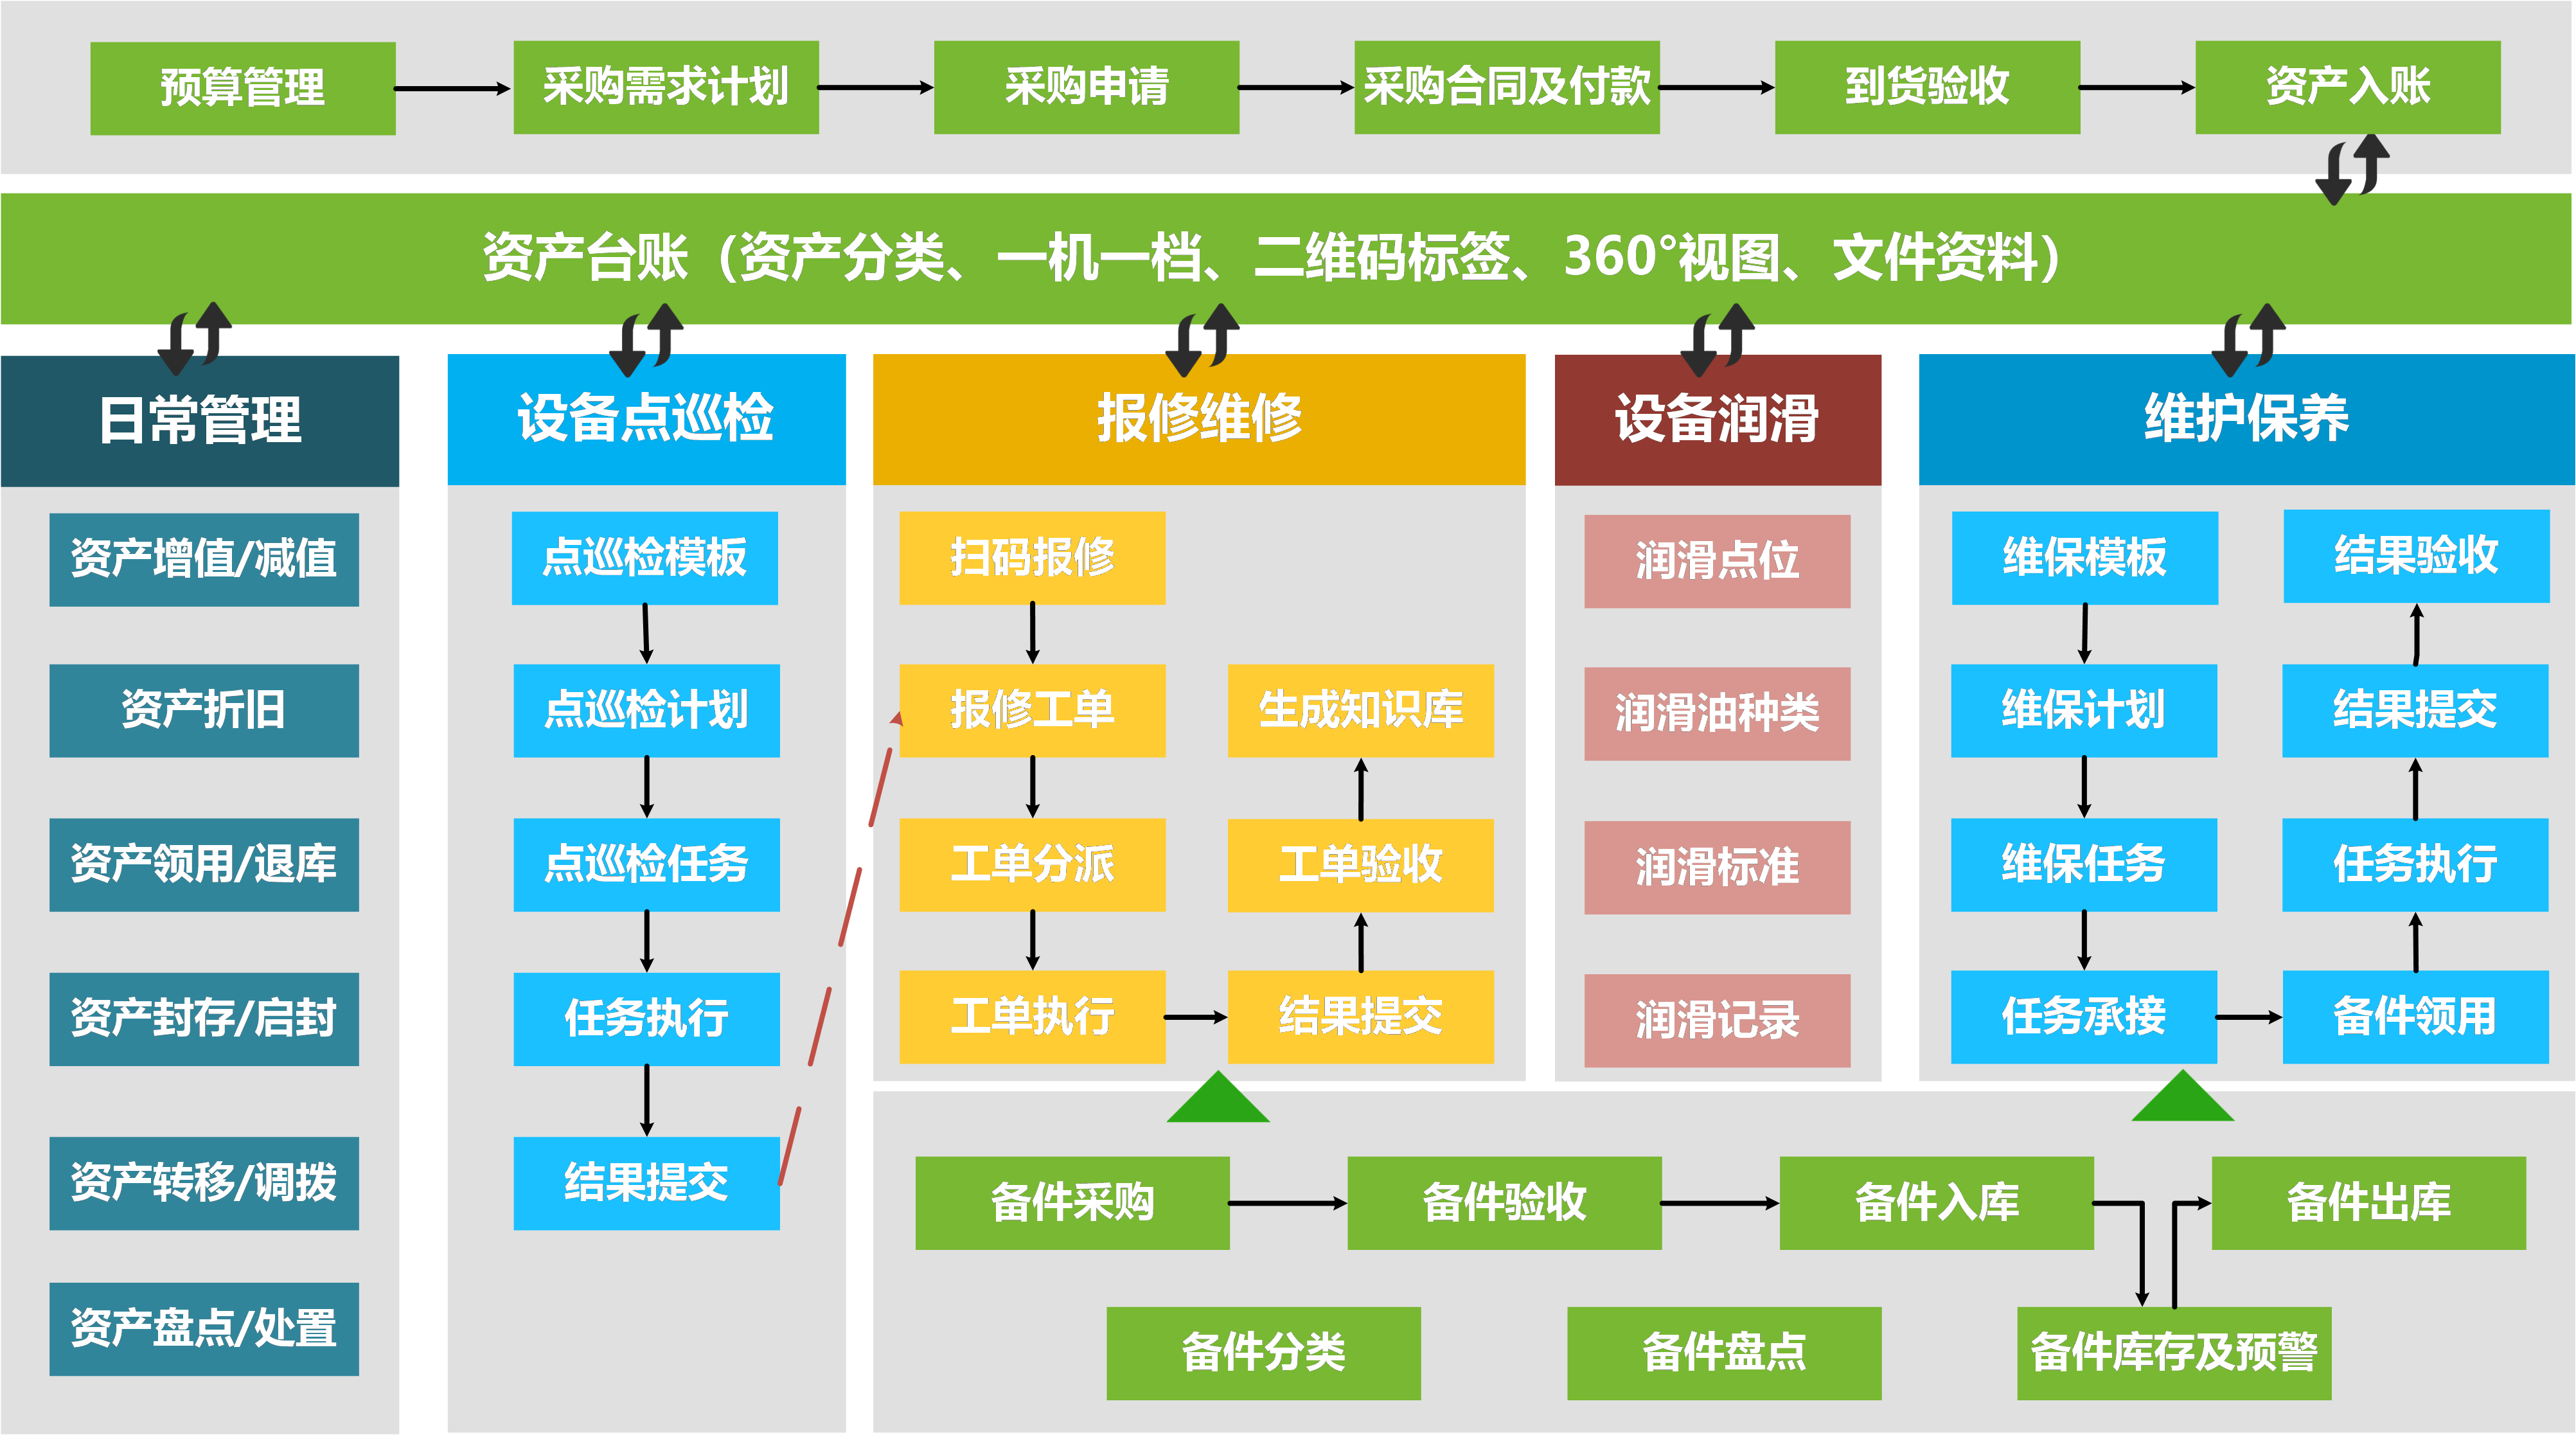 预算管理
采购需求计划
采购申请
采购合同及付款
到货验收
资产入账
资产台账（资产分类、一机一档、二维码标签、360°视图、文件资料）
日常管理
资产增值/减值
资产折旧
资产领用/退库
资产封存/启封
资产转移/调拨
资产盘点/处置
设备点巡检
点巡检模板
点巡检计划
点巡检任务
任务执行
结果提交
报修维修
扫码报修
报修工单
工单分派
工单执行
结果提交
工单验收
生成知识库
设备润滑
润滑点位
润滑油种类
润滑标准
润滑记录
维护保养
维保模板
维保计划
维保任务
任务承接
备件领用
任务执行
结果提交
结果验收
备件采购
备件验收
备件入库
备件出库
备件分类
备件盘点
备件库存及预警